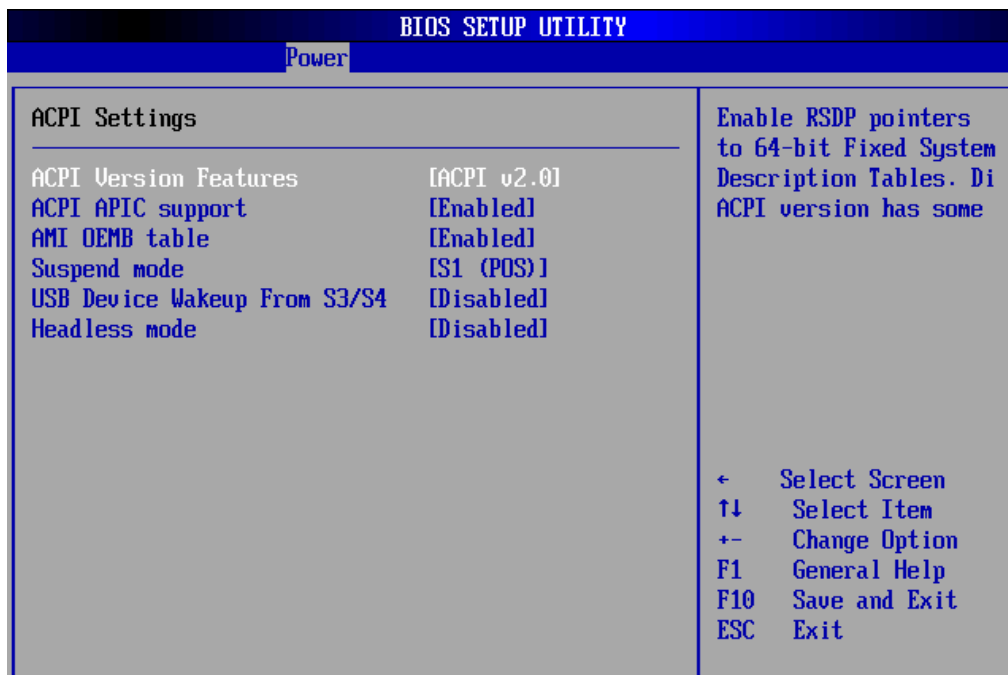 BIOS SETUP UTILITY
Power
ACPI Settings
ACPI Version Features [ACPI v2.0]
ACPI APIC support [Enabled]
AMI OEMB table [Enabled]
Suspend mode [S1 (POS)]
USB Device Wakeup From S3/S4 [Disabled]
Headless mode [Disabled]
Enable RSDP pointers
to 64-bit Fixed System
Description Tables. Di
ACPI version has some
← Select Screen
↑↓ Select Item
+- Change Option
F1 General Help
F10 Save and Exit
ESC Exit